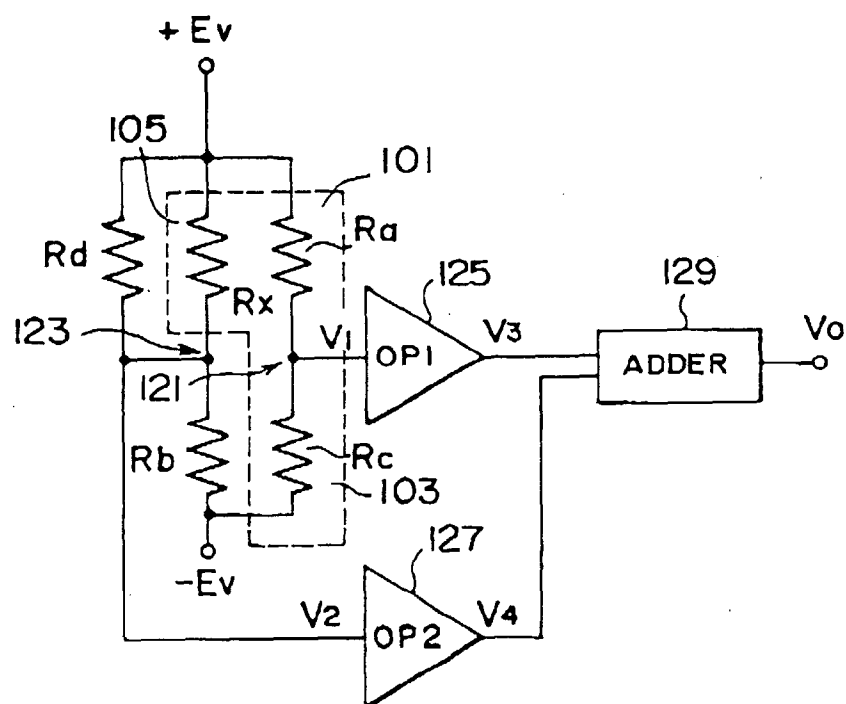 +Ev
105
101
Rd
Ra
Rx
125
129
123
V1
OP1
V3
Vo
121
ADDER
Rb
Rc
103
127
-Ev
V2
OP2
V4